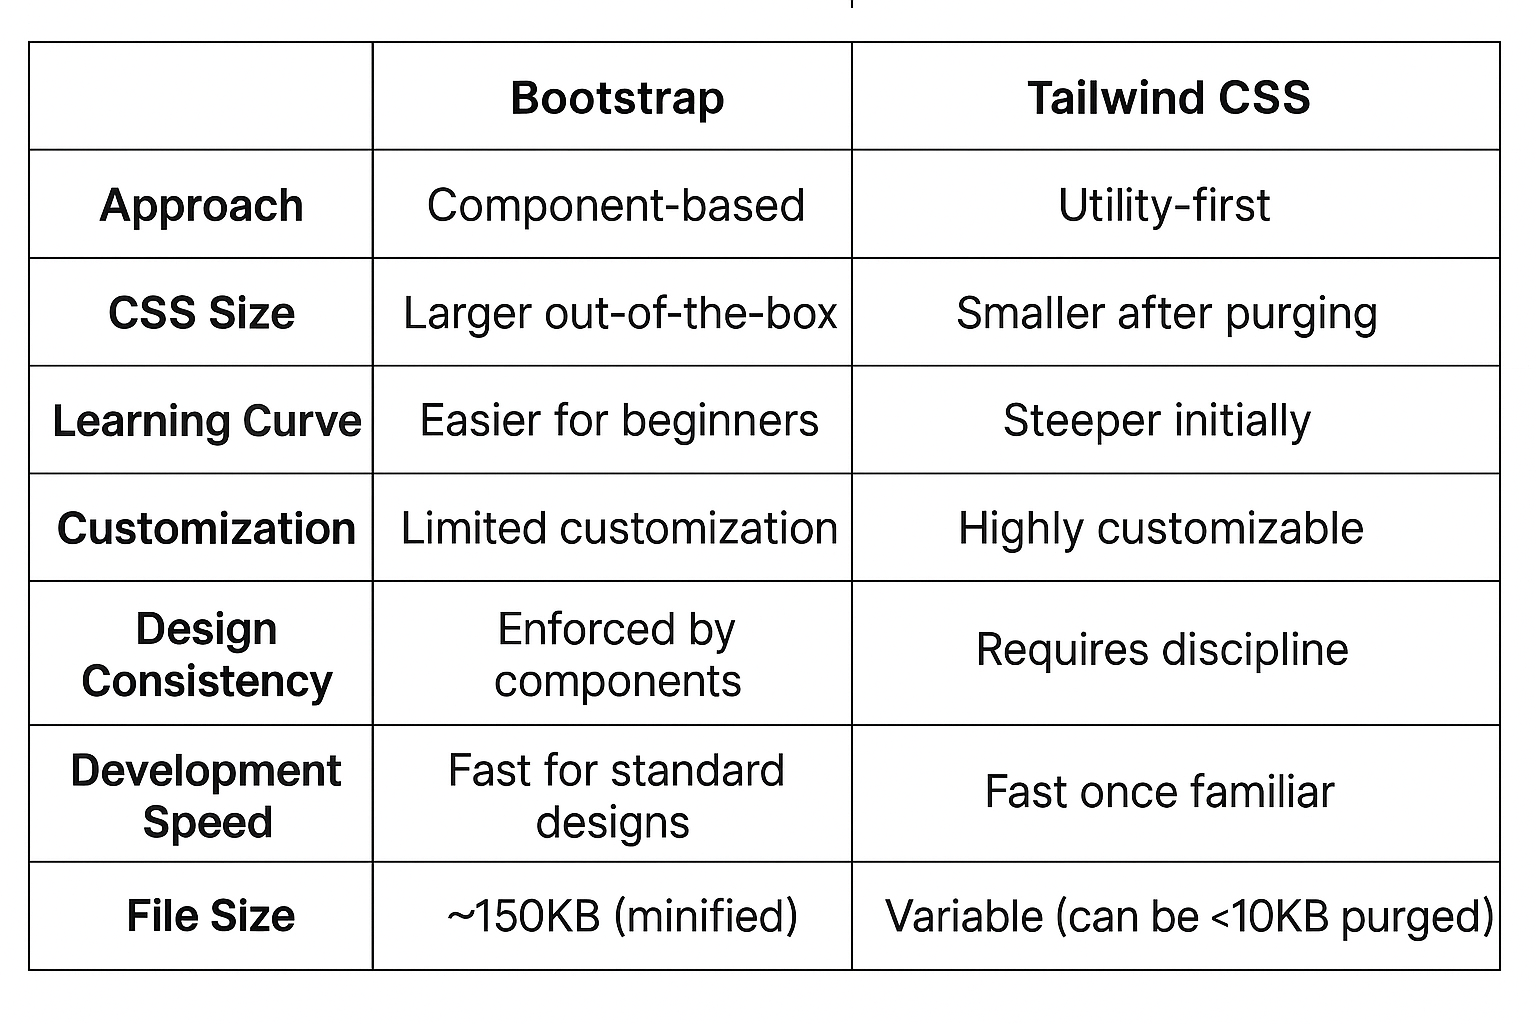 Bootstrap Tailwind CSS
Approach Component-based Utility-first
CSS Size Larger out-of-the-box Smaller after purging
Learning Curve Easier for beginners Steeper initially
Customization Limited customization Highly customizable
Design
Consistency
Enforced by
components
Requires discipline
Development
Speed
Fast for standard
designs
Fast once familiar
File Size ~150KB (minified) Variable (can be <10KB purged)